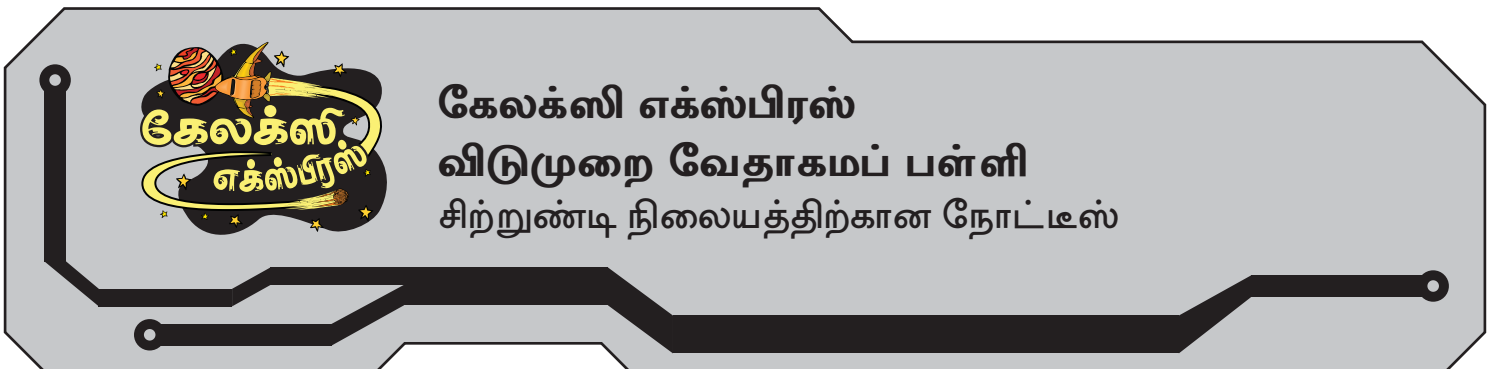 கேலக்ஸி
எக்ஸ்பிரஸ்
கேலக்ஸி எக்ஸ்பிரஸ்
விடுமுறை வேதாகமப் பள்ளி
சிற்றுண்டி நிலையத்திற்கான நோட்டீஸ்